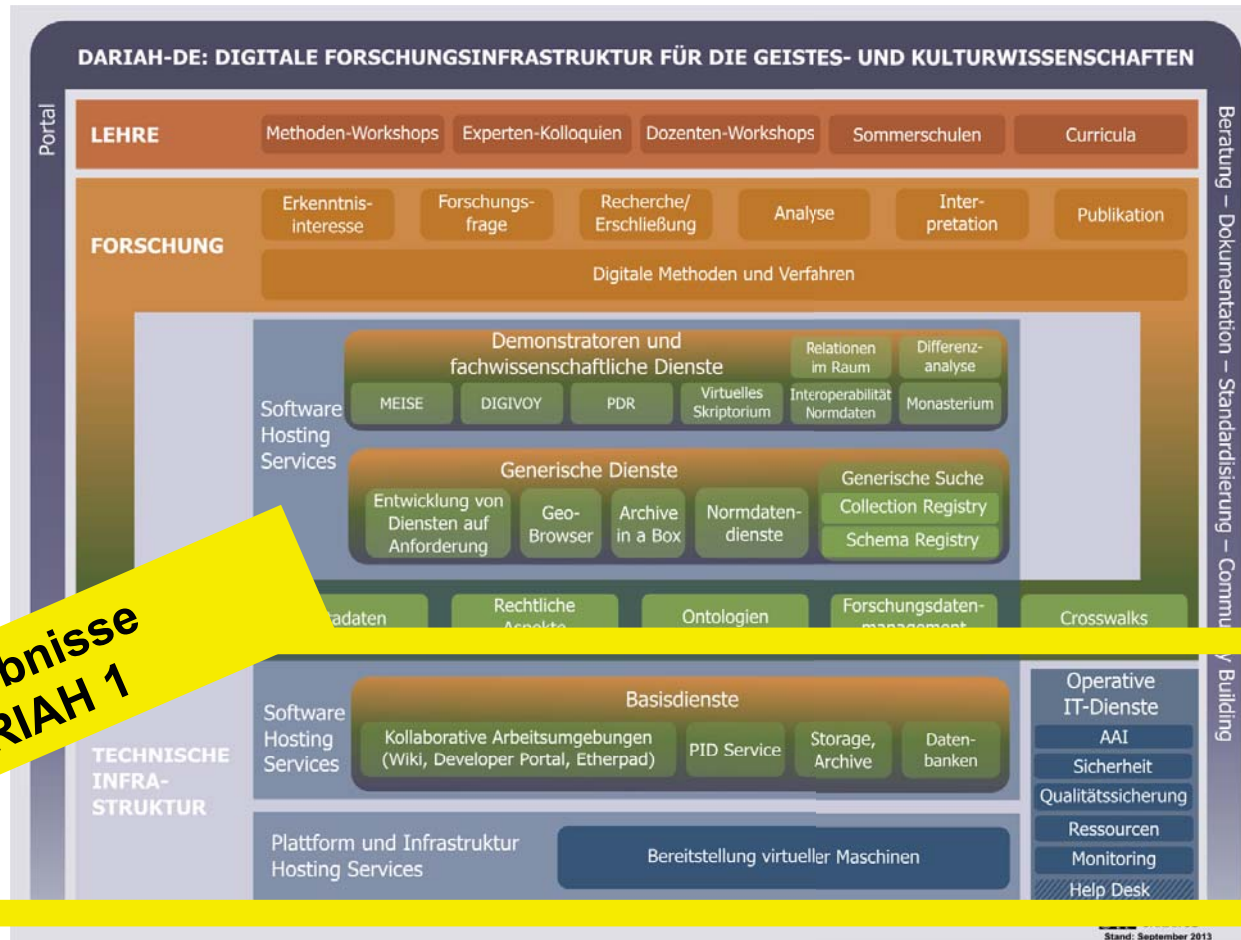 DARIAH-DE: DIGITALE FORSCHUNGSINFRASTRUKTUR FÜR DIE GEISTES- UND KULTURWISSENSCHAFTEN
Portal
LEHRE
Methoden-Workshops
Experten-Kolloquien
Dozenten-Workshops
Sommerschulen
Curricula
FORSCHUNG
Erkenntnis-
interesse
Forschungs-
frage
Recherche/
Erschließung
Analyse
Inter-
pretation
Publikation
Digitale Methoden und Verfahren
Software
Hosting
Services
Demonstratoren und
fachwissenschaftliche Dienste
Relationen
im Raum
Differenz-
analyse
MEISE
DIGIVOY
PDR
Virtuelles
Skriptorium
Interoperabilität
Normdaten
Monasterium
Generische Dienste
Entwicklung von
Diensten auf
Anforderung
Geo-
Browser
Archive
in a Box
Normdaten-
dienste
Generische Suche
Collection Registry
Schema Registry
adaten
Rechtliche
Aspekte
Ontologien
Forschungsdaten-
management
Crosswalks
bnisse
RIAH 1
TECHNISCHE
INFRA-
STRUKTUR
Software
Hosting
Services
Basisdienste
Kollaborative Arbeitsumgebungen
(Wiki, Developer Portal, Etherpad)
PID Service
Storage,
Archive
Daten-
banken
Plattform und Infrastruktur
Hosting Services
Bereitstellung virtueller Maschinen
Operative
IT-Dienste
AAI
Sicherheit
Qualitätssicherung
Ressourcen
Monitoring
Help Desk
Beratung – Dokumentation – Standardisierung – Community Building
Stand: September 2013